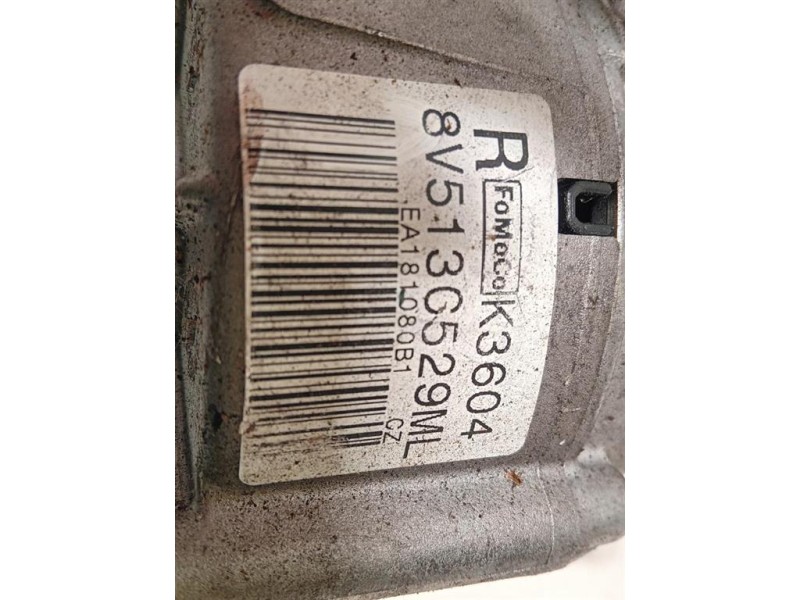 R FoMoCo K3604
8V513C529ML
EA181080B1
CZ